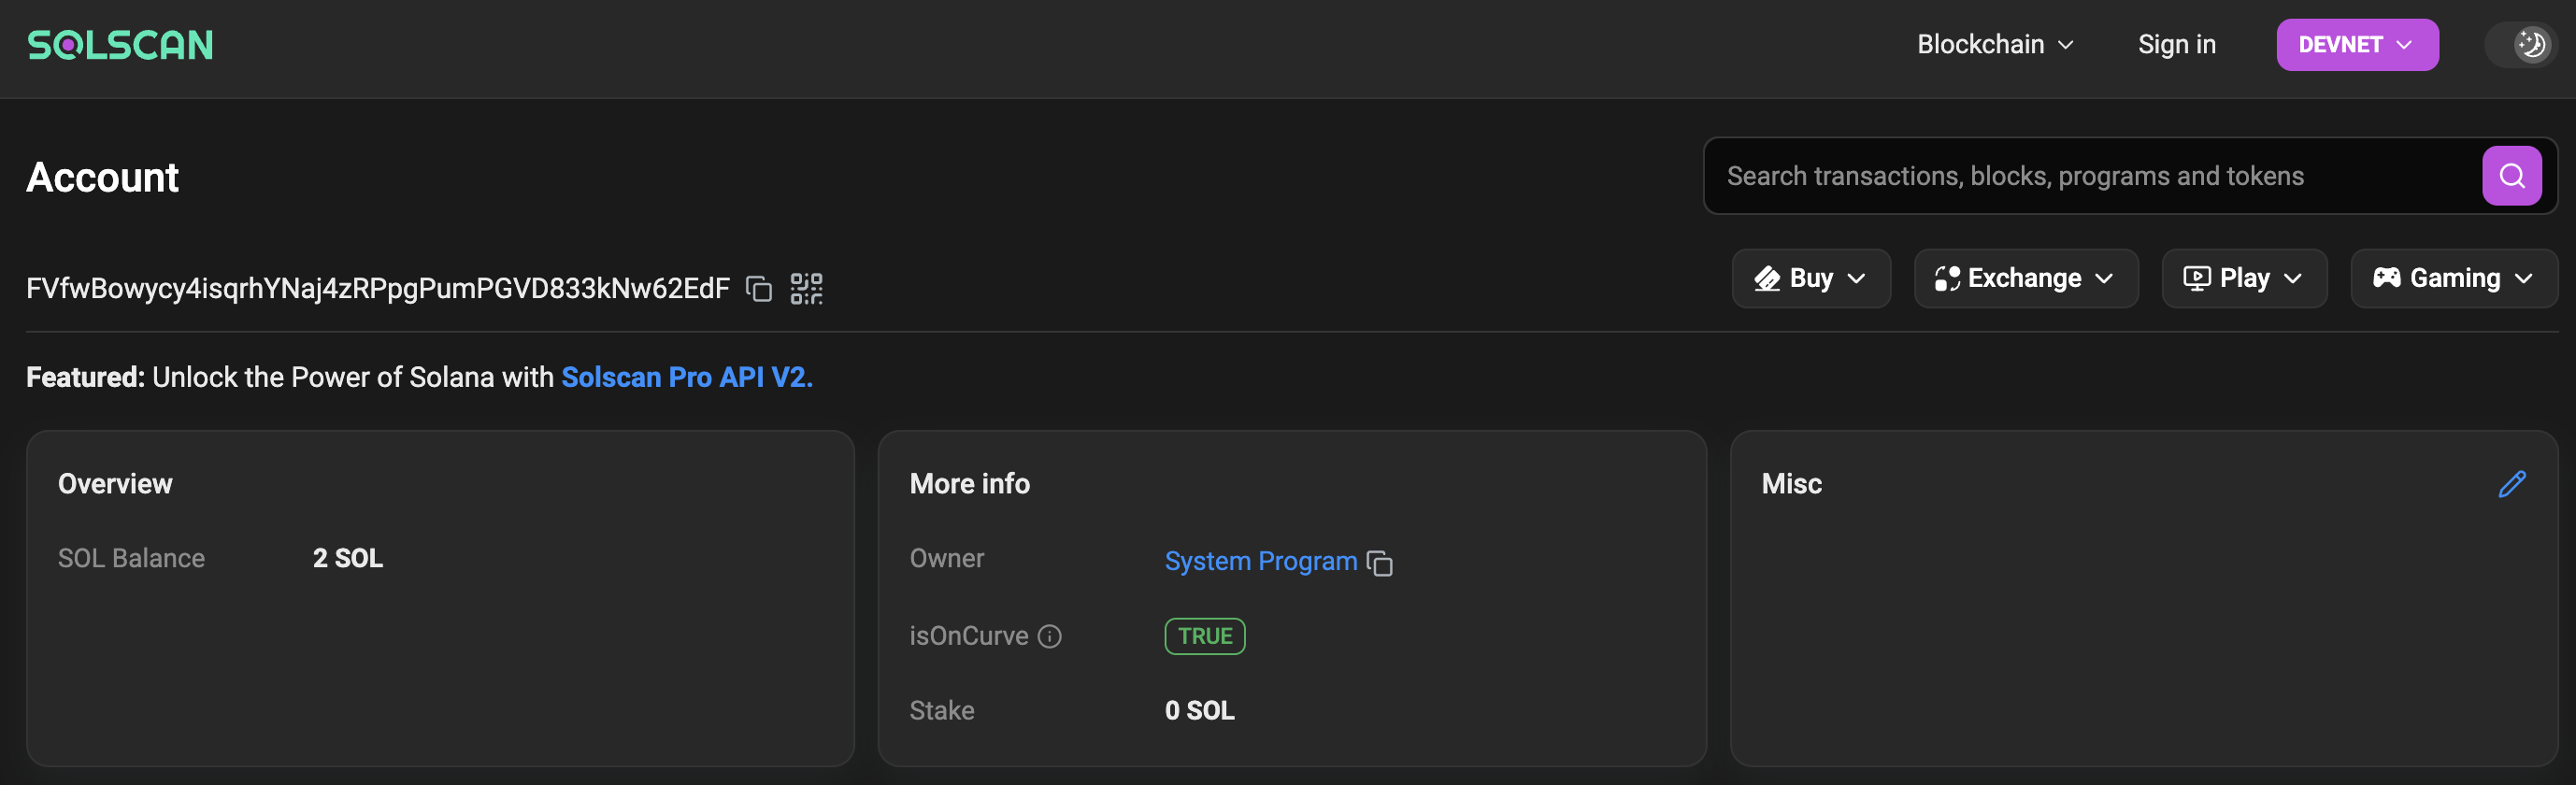 SOLSCAN
Blockchain
Sign in
DEVNET
Account
Search transactions, blocks, programs and tokens
FVfwBowycy4isqrhYNaj4zRPpgPumPGVD833kNw62EdF
Buy
Exchange
Play
Gaming
Featured: Unlock the Power of Solana with Solscan Pro API V2.
Overview
SOL Balance 2 SOL
More info
Owner System Program
isOnCurve TRUE
Stake 0 SOL
Misc